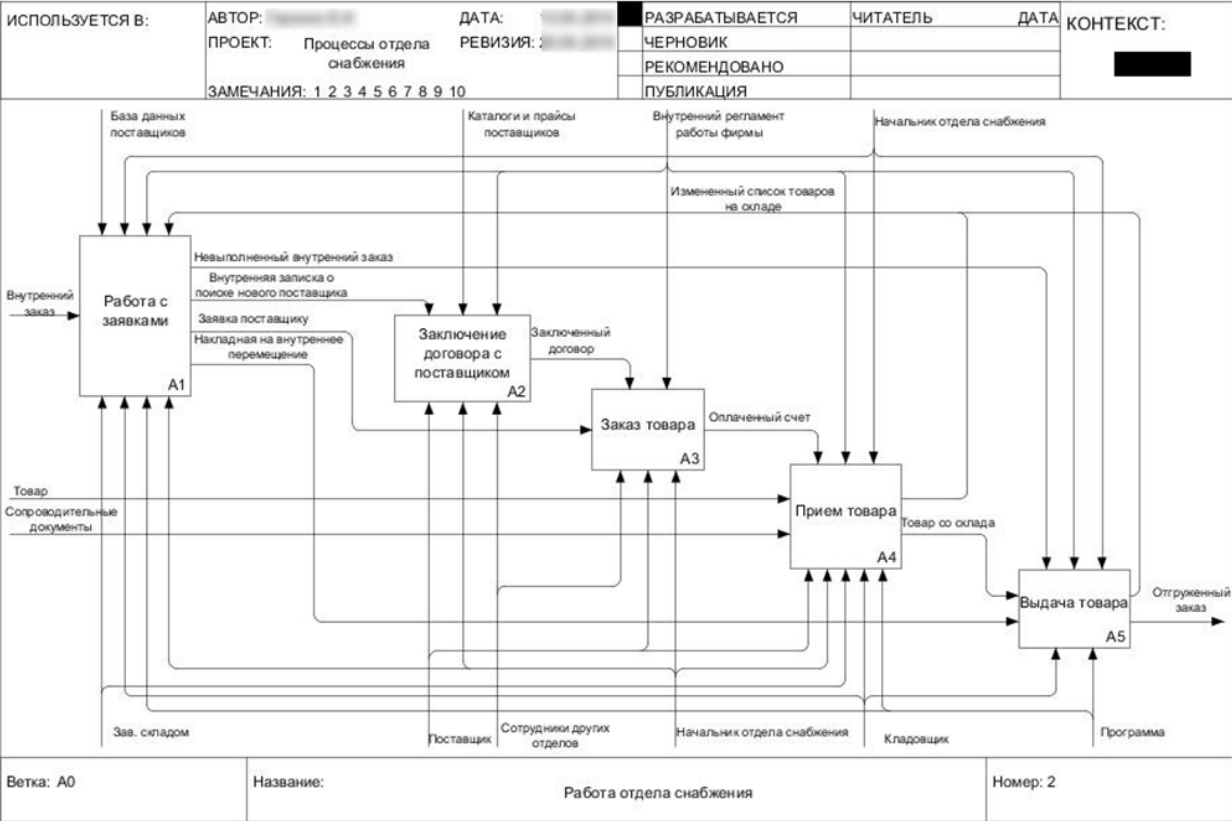 ИСПОЛЬЗУЕТСЯ В:
АВТОР:
ДАТА:
ПРОЕКТ: Процессы отдела
снабжения
РЕВИЗИЯ:
ЗАМЕЧАНИЯ: 1 2 3 4 5 6 7 8 9 10
РАЗРАБАТЫВАЕТСЯ
ЧЕРНОВИК
РЕКОМЕНДОВАНО
ПУБЛИКАЦИЯ
ЧИТАТЕЛЬ
ДАТА
КОНТЕКСТ:
База данных
поставщиков
Каталоги и прайсы
поставщиков
Внутренний регламент
работы фирмы
Начальник отдела снабжения
Измененный список товаров
на складе
Невыполненный внутренний заказ
Внутренняя записка о
поиске нового поставщика
Внутренний
заказ
Работа с
заявками
A1
Заявка поставщику
Накладная на внутреннее
перемещение
Заключение
договора с
поставщиком
A2
Заключенный
договор
Заказ товара
A3
Оплаченный счет
Товар
Сопроводительные
документы
Прием товара
A4
Товар со склада
Выдача товара
A5
Отгруженный
заказ
Зав. складом
Поставщик
Сотрудники других
отделов
Начальник отдела снабжения
Кладовщик
Программа
Ветка: A0
Название:
Работа отдела снабжения
Номер: 2